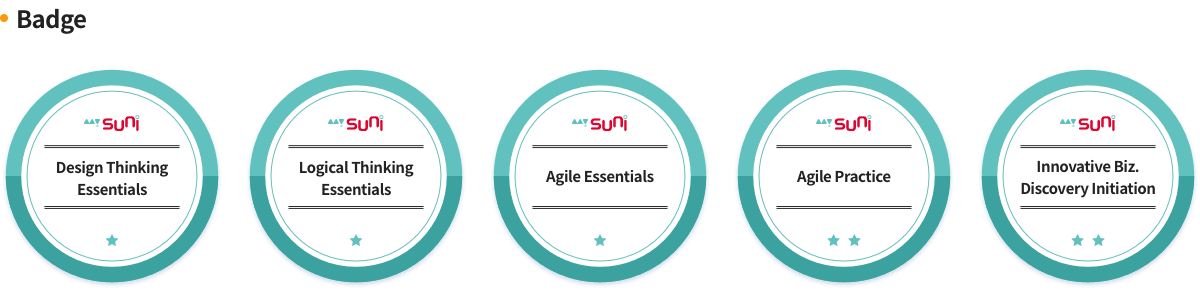 Badge
suni
Design Thinking
Essentials
suni
Logical Thinking
Essentials
suni
Agile Essentials
suni
Agile Practice
suni
Innovative Biz.
Discovery Initiation